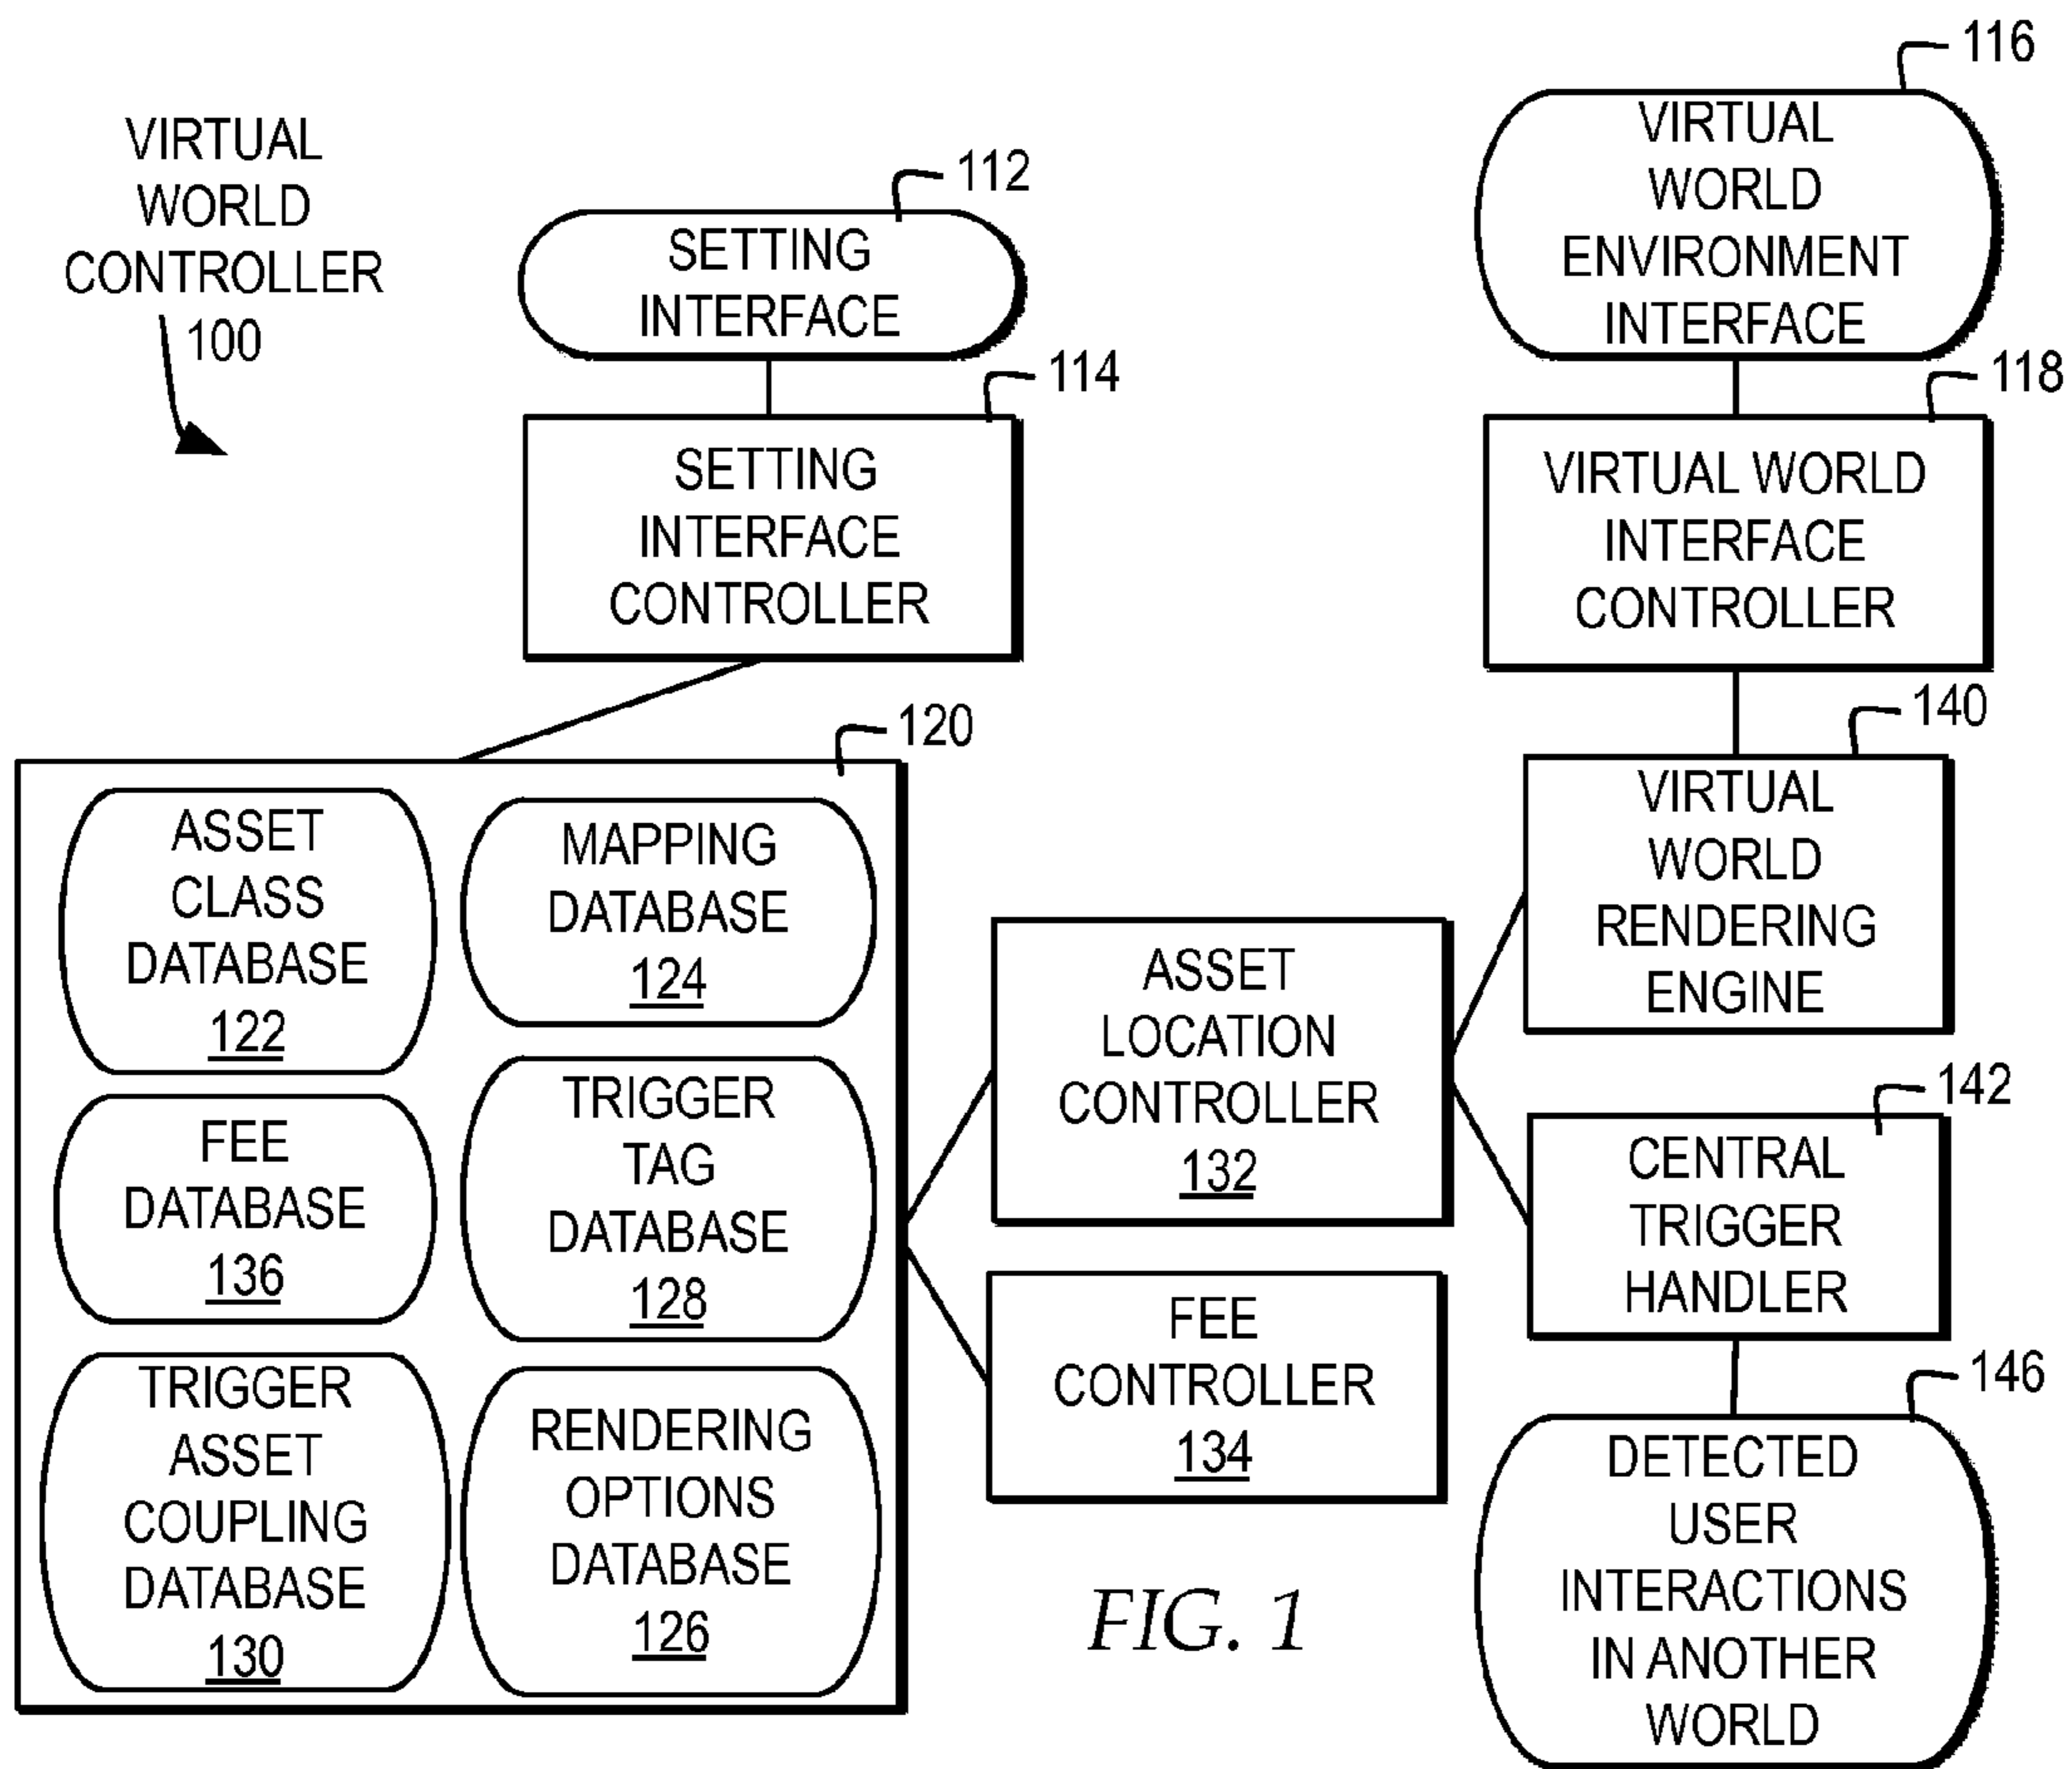 VIRTUAL
WORLD
CONTROLLER
100
112
SETTING
INTERFACE
114
SETTING
INTERFACE
CONTROLLER
116
VIRTUAL
WORLD
ENVIRONMENT
INTERFACE
118
VIRTUAL WORLD
INTERFACE
CONTROLLER
120
ASSET
CLASS
DATABASE
122
MAPPING
DATABASE
124
FEE
DATABASE
136
TRIGGER
TAG
DATABASE
128
TRIGGER
ASSET
COUPLING
DATABASE
130
RENDERING
OPTIONS
DATABASE
126
ASSET
LOCATION
CONTROLLER
132
FEE
CONTROLLER
134
140
VIRTUAL
WORLD
RENDERING
ENGINE
142
CENTRAL
TRIGGER
HANDLER
146
DETECTED
USER
INTERACTIONS
IN ANOTHER
WORLD
FIG. 1